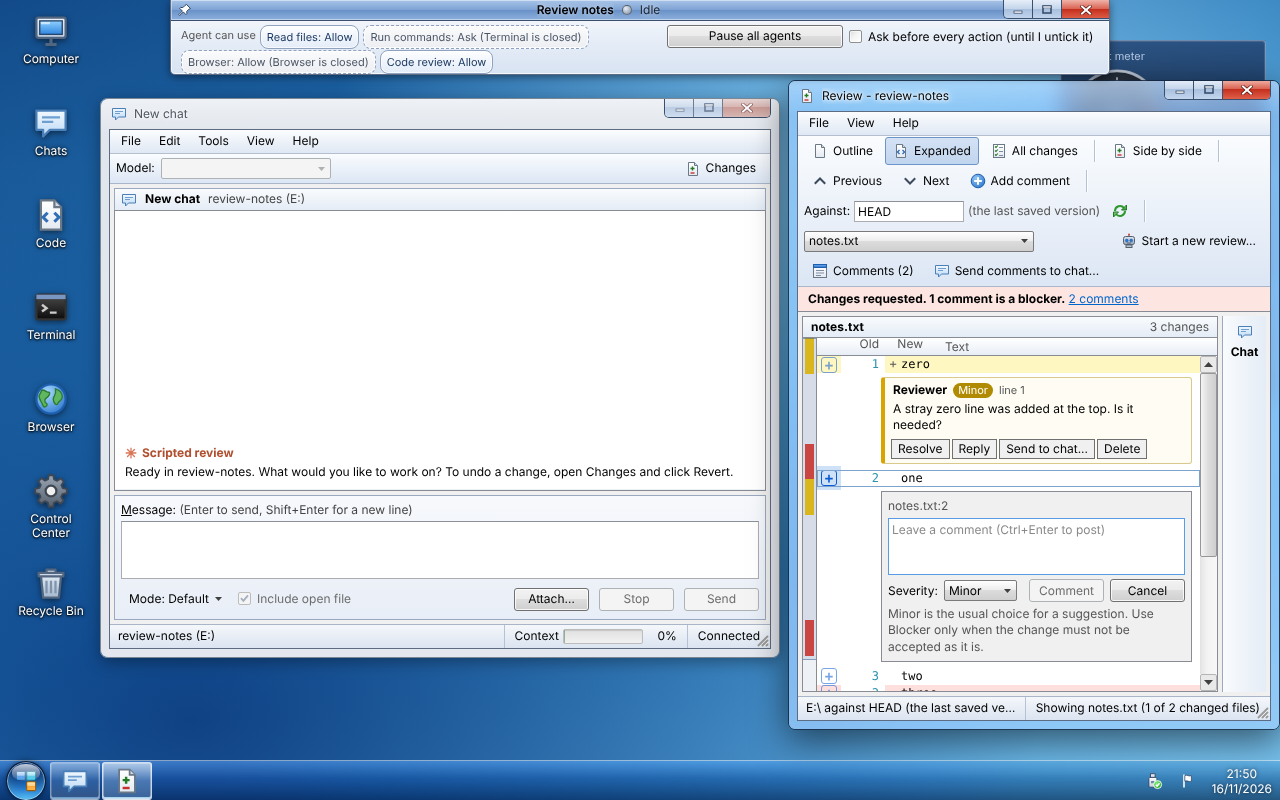 Review notes Idle
Agent can use Read files: Allow Run commands: Ask (Terminal is closed)
Browser: Allow (Browser is closed) Code review: Allow
Pause all agents Ask before every action (until I untick it)
meter
Computer
Chats
Code
Terminal
Browser
Control
Center
Recycle Bin
New chat
File Edit Tools View Help
Model: Changes
New chat review-notes (E:)
Scripted review
Ready in review-notes. What would you like to work on? To undo a change, open Changes and click Revert.
Message: (Enter to send, Shift+Enter for a new line)
Mode: Default Include open file Attach... Stop Send
review-notes (E:) Context 0% Connected
Review - review-notes
File View Help
Outline Expanded All changes Side by side
Previous Next Add comment
Against: HEAD (the last saved version)
notes.txt Start a new review...
Comments (2) Send comments to chat...
Changes requested. 1 comment is a blocker. 2 comments
notes.txt 3 changes
Old New Text
1 + zero
Reviewer Minor line 1
A stray zero line was added at the top. Is it
needed?
Resolve Reply Send to chat... Delete
2 one
notes.txt:2
Leave a comment (Ctrl+Enter to post)
Severity: Minor Comment Cancel
Minor is the usual choice for a suggestion. Use
Blocker only when the change must not be
accepted as it is.
3 two
Chat
E:\ against HEAD (the last saved ve... Showing notes.txt (1 of 2 changed files)
21:50
16/11/2026